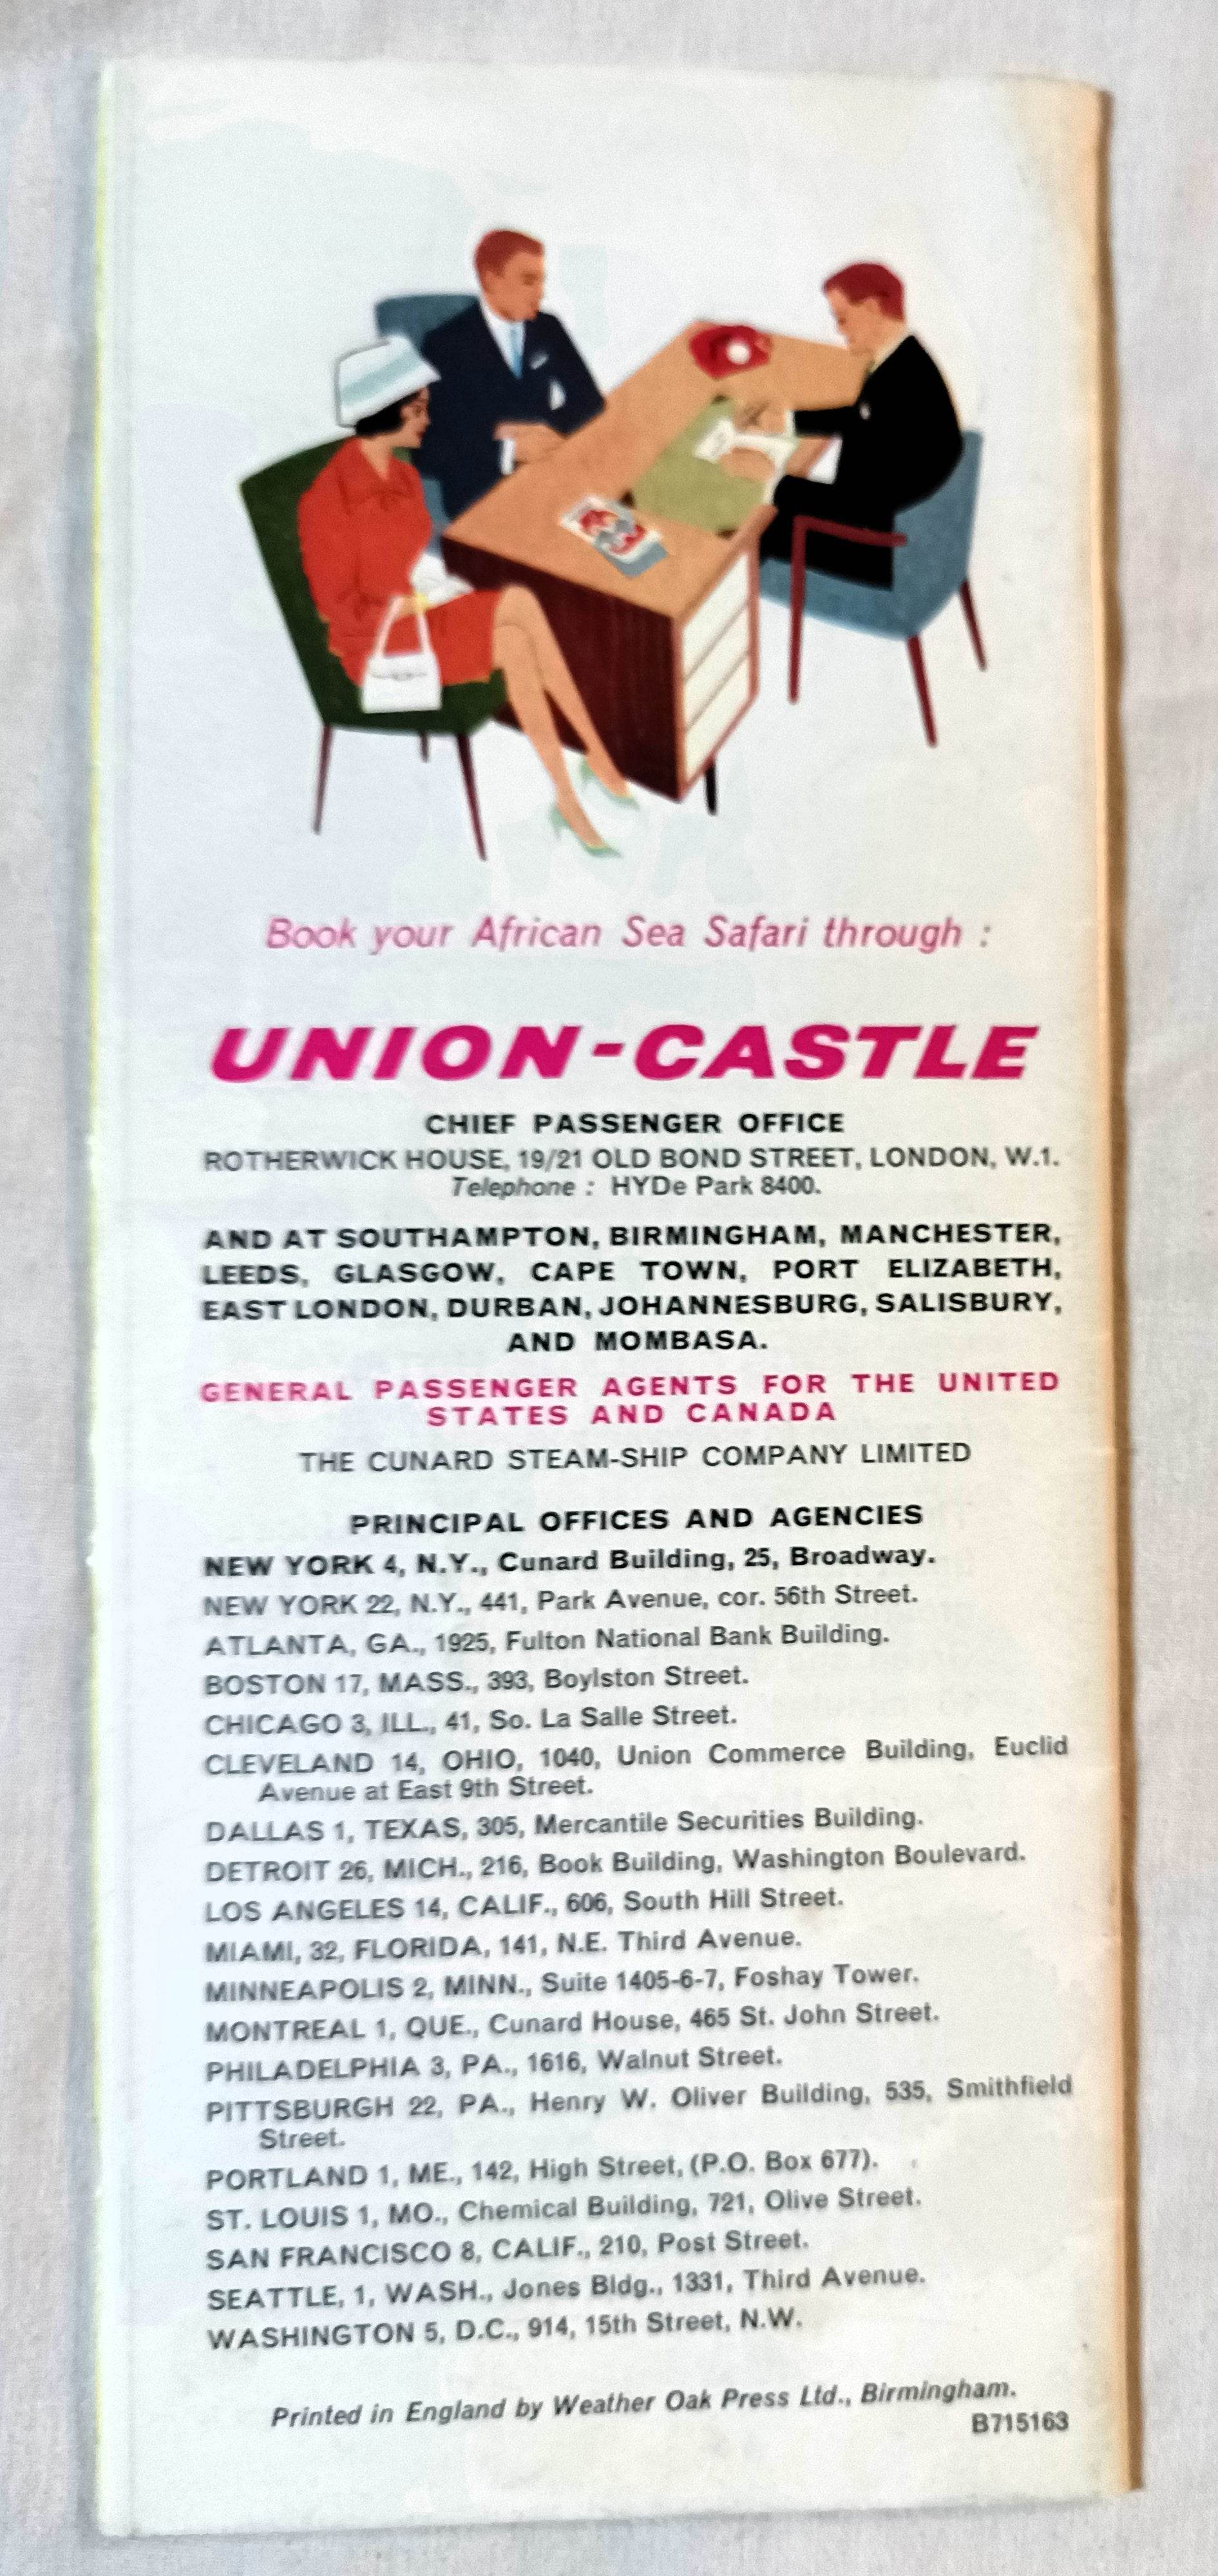 Book your African Sea Safari through :
UNION-CASTLE
CHIEF PASSENGER OFFICE
ROTHERWICK HOUSE, 19/21 OLD BOND STREET, LONDON, W.1.
Telephone : HYDe Park 8400.
AND AT SOUTHAMPTON, BIRMINGHAM, MANCHESTER,
LEEDS, GLASGOW, CAPE TOWN, PORT ELIZABETH,
EAST LONDON, DURBAN, JOHANNESBURG, SALISBURY,
AND MOMBASA.
GENERAL PASSENGER AGENTS FOR THE UNITED
STATES AND CANADA
THE CUNARD STEAM-SHIP COMPANY LIMITED
PRINCIPAL OFFICES AND AGENCIES
NEW YORK 4, N.Y., Cunard Building, 25, Broadway.
NEW YORK 22, N.Y., 441, Park Avenue, cor. 56th Street.
ATLANTA, GA., 1925, Fulton National Bank Building.
BOSTON 17, MASS., 393, Boylston Street.
CHICAGO 3, ILL., 41, So. La Salle Street.
CLEVELAND 14, OHIO, 1040, Union Commerce Building, Euclid
Avenue at East 9th Street.
DALLAS 1, TEXAS, 305, Mercantile Securities Building.
DETROIT 26, MICH., 216, Book Building, Washington Boulevard.
LOS ANGELES 14, CALIF., 606, South Hill Street.
MIAMI, 32, FLORIDA, 141, N.E. Third Avenue.
MINNEAPOLIS 2, MINN., Suite 1405-6-7, Foshay Tower.
MONTREAL 1, QUE., Cunard House, 465 St. John Street.
PHILADELPHIA 3, PA., 1616, Walnut Street.
PITTSBURGH 22, PA., Henry W. Oliver Building, 535, Smithfield
Street.
PORTLAND 1, ME., 142, High Street, (P.O. Box 677).
ST. LOUIS 1, MO., Chemical Building, 721, Olive Street.
SAN FRANCISCO 8, CALIF., 210, Post Street.
SEATTLE, 1, WASH., Jones Bldg., 1331, Third Avenue.
WASHINGTON 5, D.C., 914, 15th Street, N.W.
Printed in England by Weather Oak Press Ltd., Birmingham.
B715163